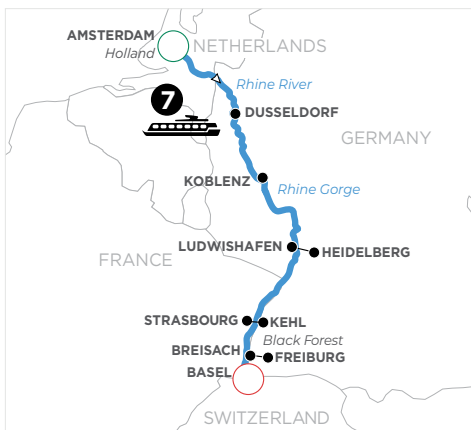 AMSTERDAM
Holland
NETHERLANDS
Rhine River
7
DUSSELDORF
GERMANY
KOBLENZ
Rhine Gorge
LUDWISHAFEN
HEIDELBERG
FRANCE
STRASBOURG
KEHL
Black Forest
BREISACH
FREIBURG
BASEL
SWITZERLAND